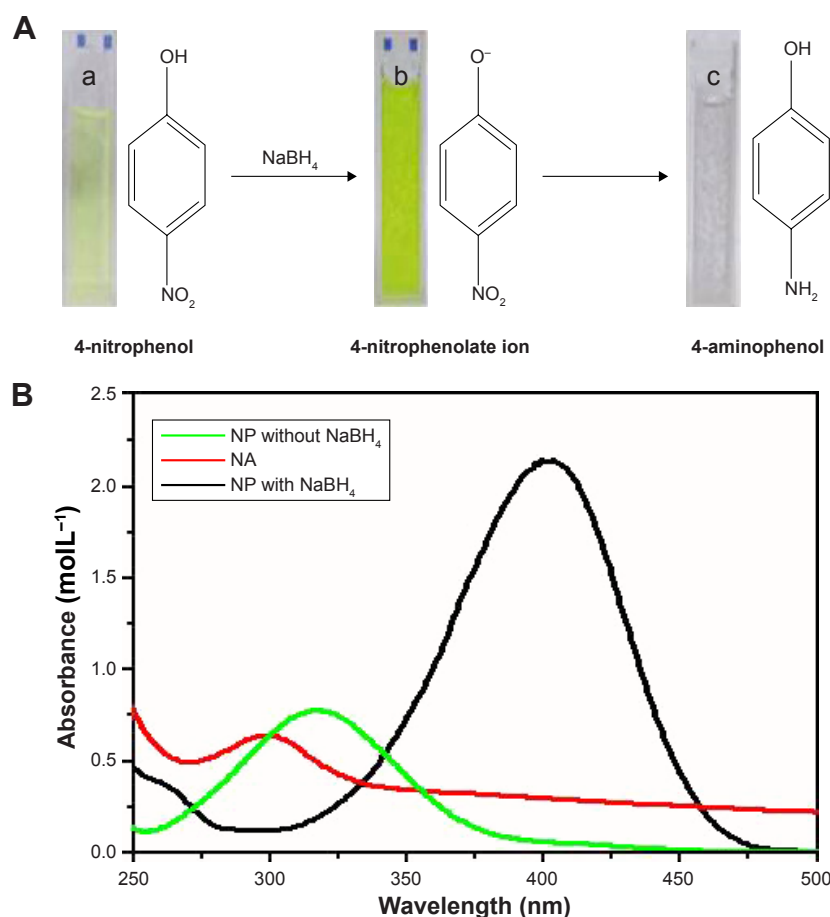 A
a
OH
NO₂
NaBH₄
b
O⁻
NO₂
c
OH
NH₂
4-nitrophenol
4-nitrophenolate ion
4-aminophenol
B
Absorbance (molL⁻¹)
2.5
2.0
1.5
1.0
0.5
0.0
NP without NaBH₄
NA
NP with NaBH₄
250 300 350 400 450 500
Wavelength (nm)